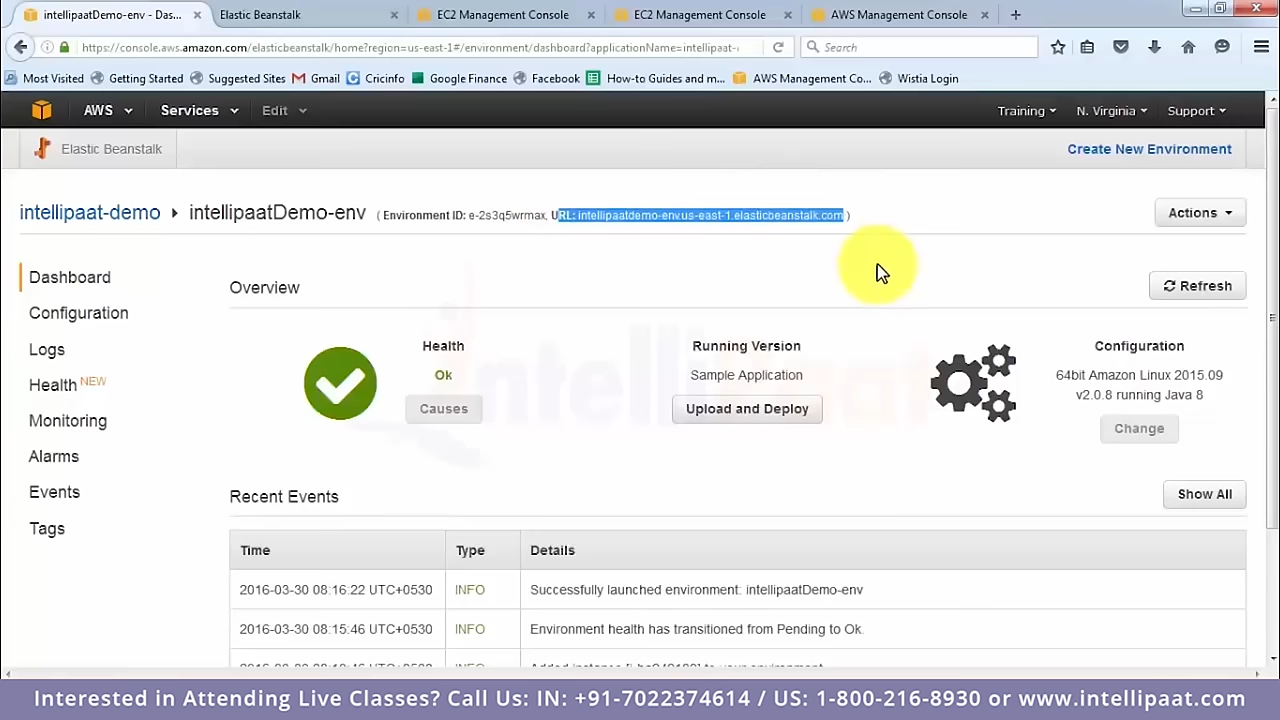 intellipaatDemo-env - Das...
Elastic Beanstalk
EC2 Management Console
EC2 Management Console
AWS Management Console
https://console.aws.amazon.com/elasticbeanstalk/home?region=us-east-1#/environment/dashboard?applicationName=intellipaat-
Search
Most Visited
Getting Started
Suggested Sites
Gmail
Cricinfo
Google Finance
Facebook
How-to Guides and m...
AWS Management Co...
Wistia Login
AWS
Services
Edit
Training
N. Virginia
Support
Elastic Beanstalk
Create New Environment
intellipaat-demo
intellipaatDemo-env ( Environment ID: e-2s3q5wrmax, URL: intellipaatdemo-env.us-east-1.elasticbeanstalk.com )
Actions
Dashboard
Configuration
Logs
Health NEW
Monitoring
Alarms
Events
Tags
Overview
Refresh
Health
Ok
Causes
Running Version
Sample Application
Upload and Deploy
Configuration
64bit Amazon Linux 2015.09
v2.0.8 running Java 8
Change
intellipaat
Recent Events
Show All
Time Type Details
2016-03-30 08:16:22 UTC+0530 INFO Successfully launched environment: intellipaatDemo-env
2016-03-30 08:15:46 UTC+0530 INFO Environment health has transitioned from Pending to Ok.
Interested in Attending Live Classes? Call Us: IN: +91-7022374614 / US: 1-800-216-8930 or www.intellipaat.com